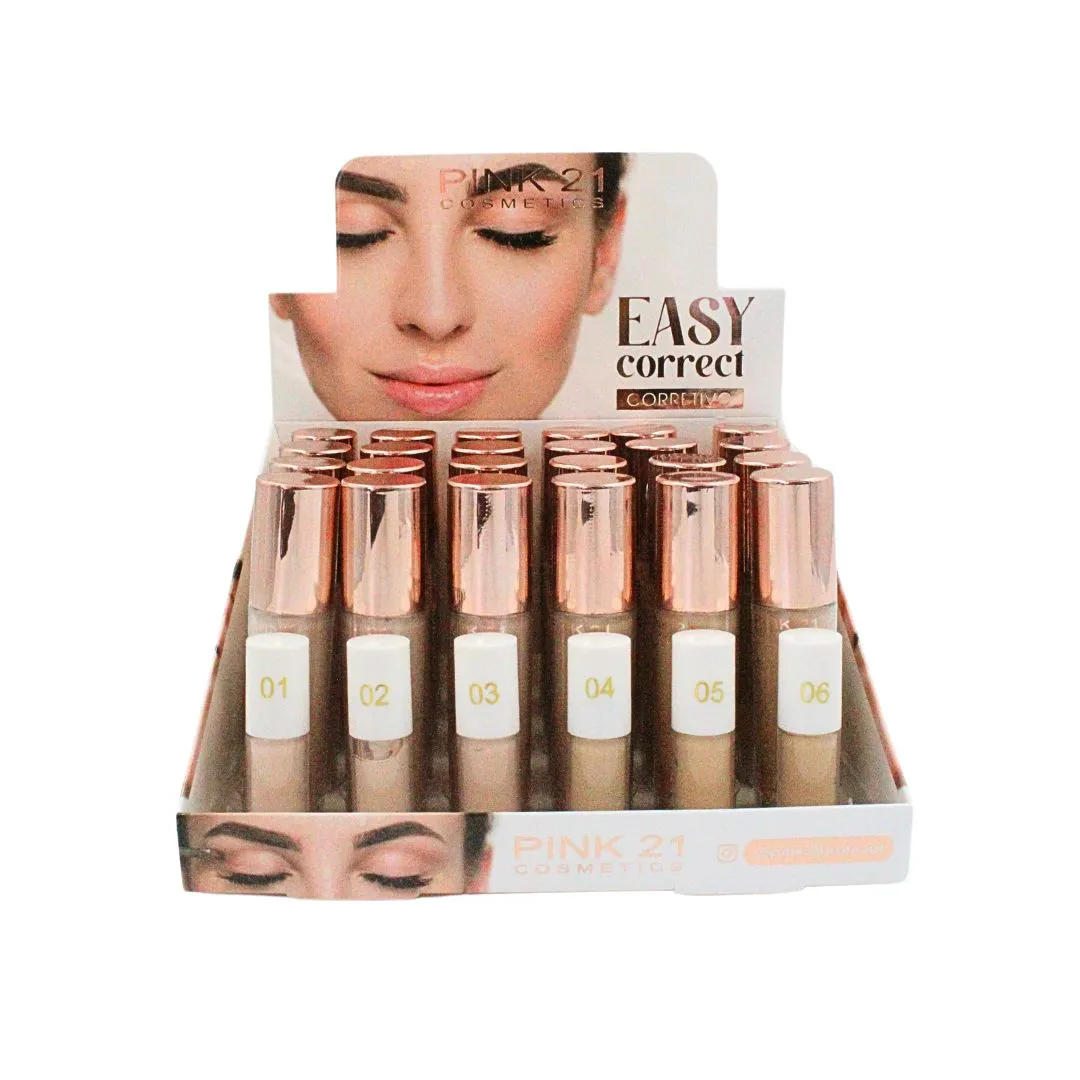 PINK 21
COSMETICS
EASY
correct
CORRETIVO
01
02
03
04
05
06
PINK 21
COSMETICS